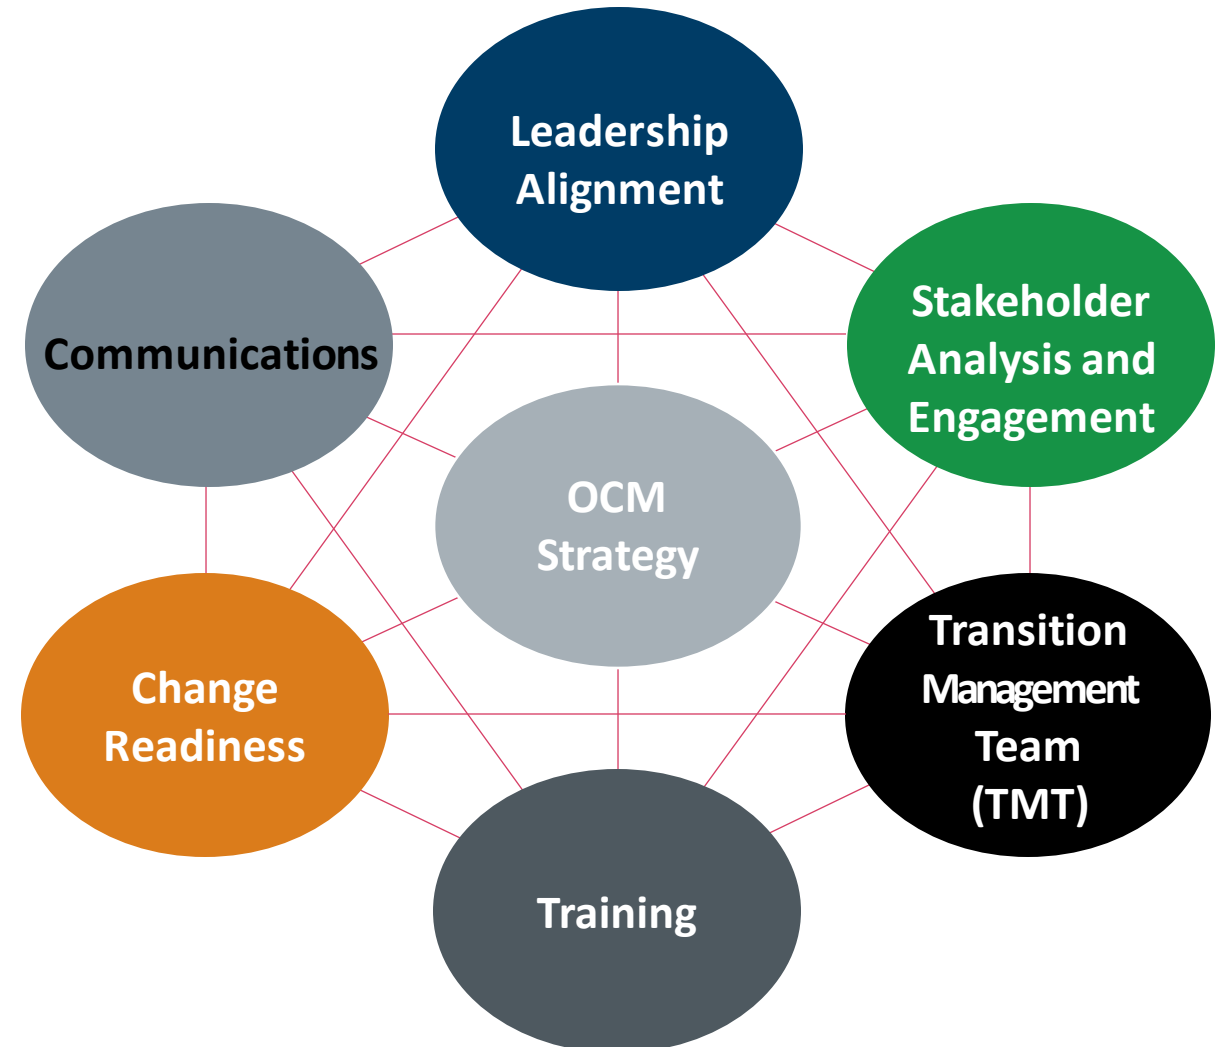 Leadership
Alignment
Stakeholder
Analysis and
Engagement
Communications
OCM
Strategy
Transition
Management
Team
(TMT)
Change
Readiness
Training